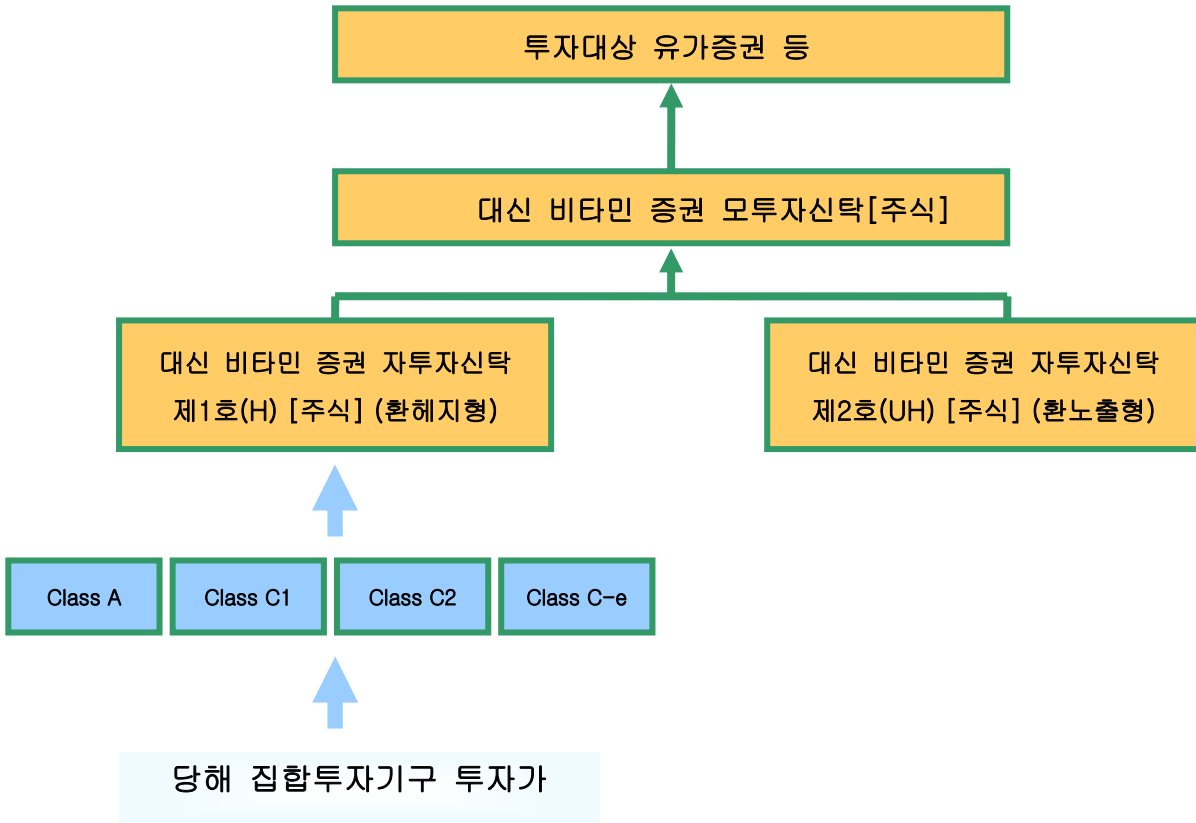 투자대상 유가증권 등
대신 비타민 증권 모투자신탁[주식]
대신 비타민 증권 자투자신탁
제1호(H) [주식] (환헤지형)
대신 비타민 증권 자투자신탁
제2호(UH) [주식] (환노출형)
Class A
Class C1
Class C2
Class C-e
당해 집합투자기구 투자가